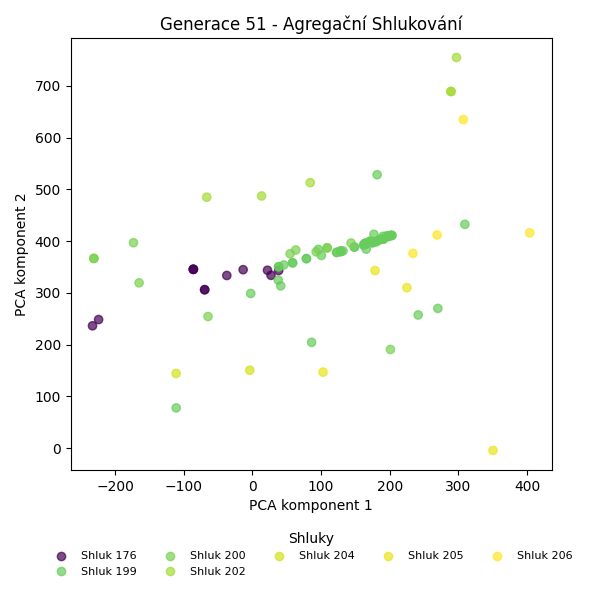 Generace 51 - Agregační Shlukování
PCA komponent 2
700
600
500
400
300
200
100
0
−200 −100 0 100 200 300 400
PCA komponent 1
Shluky
Shluk 176 Shluk 200 Shluk 204 Shluk 205 Shluk 206
Shluk 199 Shluk 202